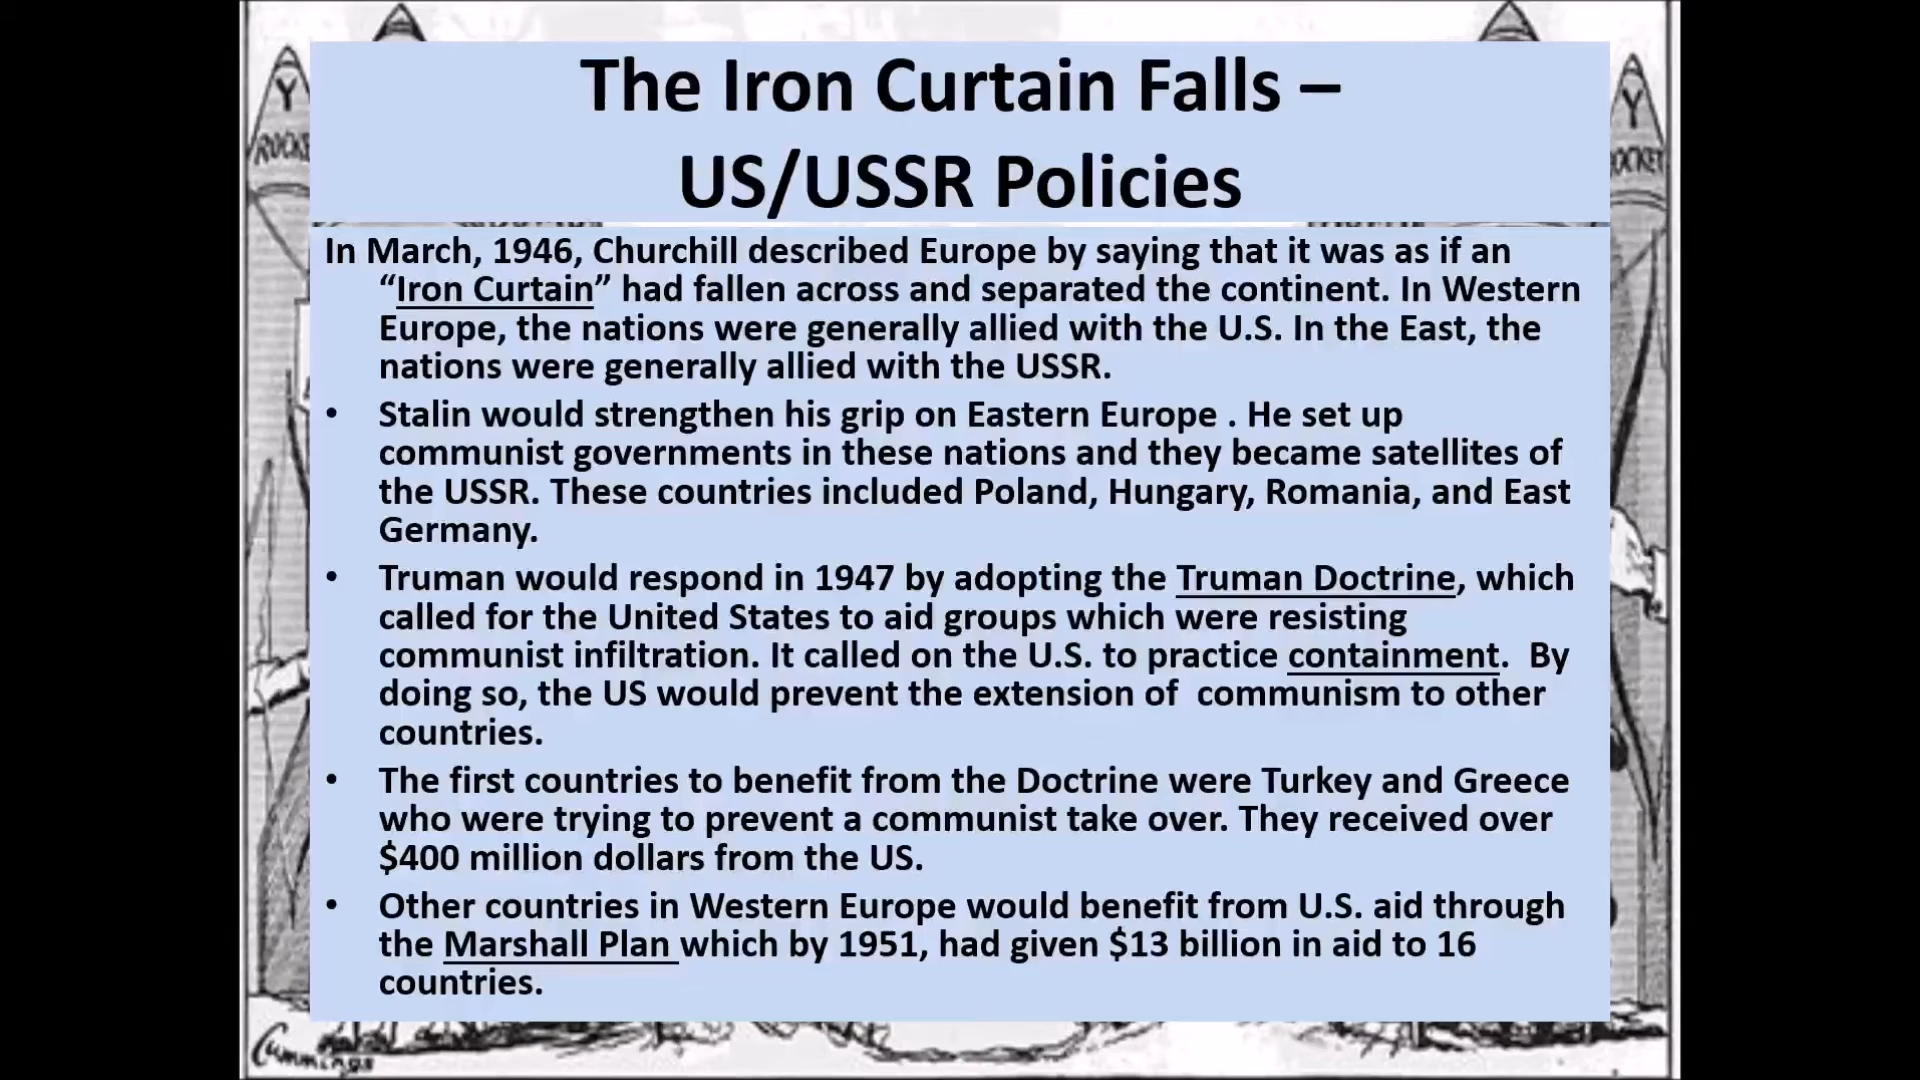 The Iron Curtain Falls –
US/USSR Policies
Y
ROCKE
Y
OCKET
In March, 1946, Churchill described Europe by saying that it was as if an
“Iron Curtain” had fallen across and separated the continent. In Western
Europe, the nations were generally allied with the U.S. In the East, the
nations were generally allied with the USSR.
• Stalin would strengthen his grip on Eastern Europe . He set up
communist governments in these nations and they became satellites of
the USSR. These countries included Poland, Hungary, Romania, and East
Germany.
• Truman would respond in 1947 by adopting the Truman Doctrine, which
called for the United States to aid groups which were resisting
communist infiltration. It called on the U.S. to practice containment.  By
doing so, the US would prevent the extension of  communism to other
countries.
• The first countries to benefit from the Doctrine were Turkey and Greece
who were trying to prevent a communist take over. They received over
$400 million dollars from the US.
• Other countries in Western Europe would benefit from U.S. aid through
the Marshall Plan which by 1951, had given $13 billion in aid to 16
countries.
Cummings